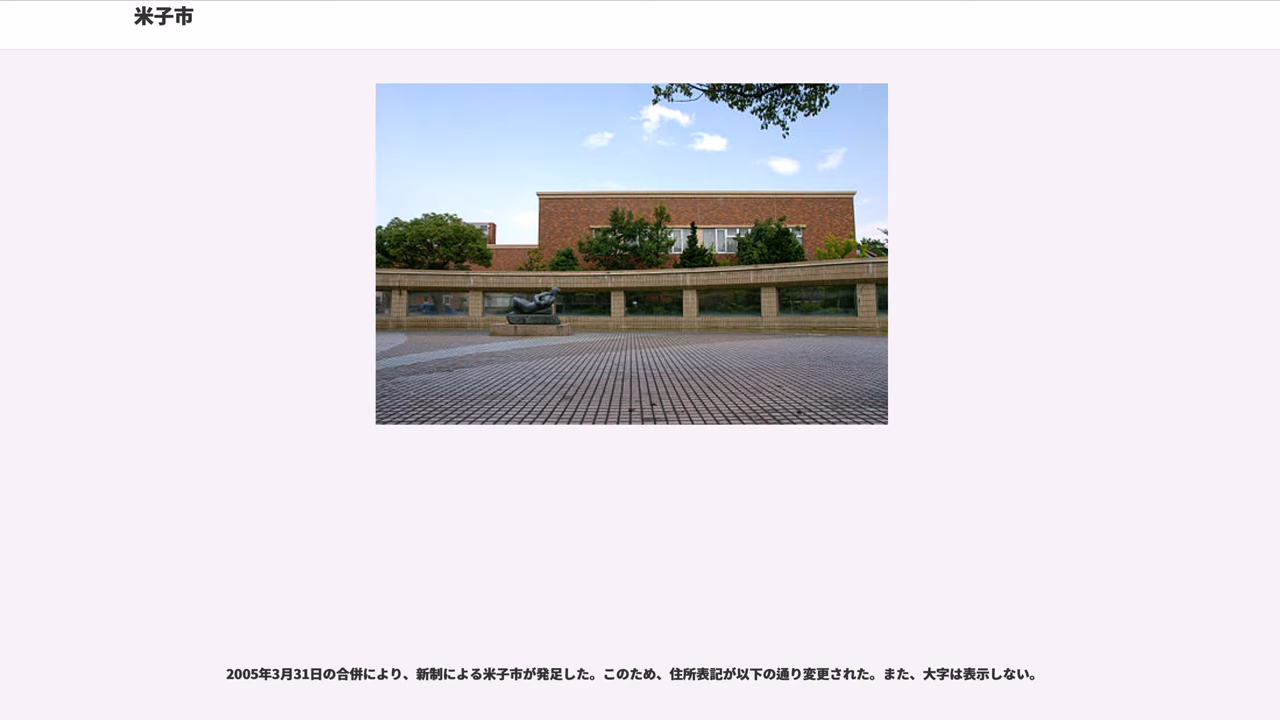 米子市
2005年3月31日の合併により、新制による米子市が発足した。このため、住所表記が以下の通り変更された。また、大字は表示しない。